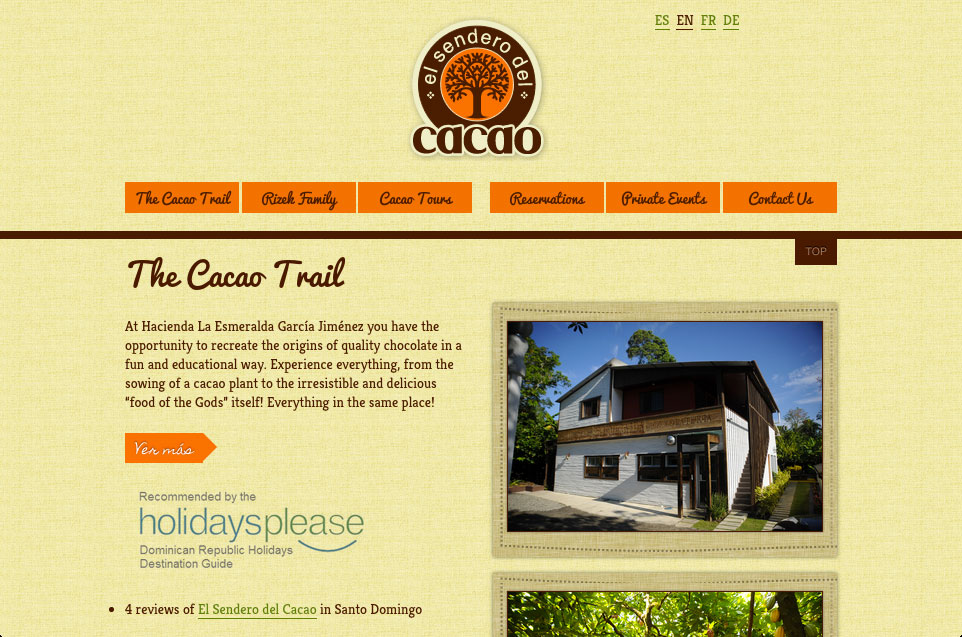 ES EN FR DE
el sendero del
cacao
The Cacao Trail Rizek Family Cacao Tours Reservations Private Events Contact Us
TOP
The Cacao Trail
At Hacienda La Esmeralda García Jiménez you have the
opportunity to recreate the origins of quality chocolate in a
fun and educational way. Experience everything, from the
sowing of a cacao plant to the irresistible and delicious
“food of the Gods” itself! Everything in the same place!
Ver más
Recommended by the
holidaysplease
Dominican Republic Holidays
Destination Guide
• 4 reviews of El Sendero del Cacao in Santo Domingo